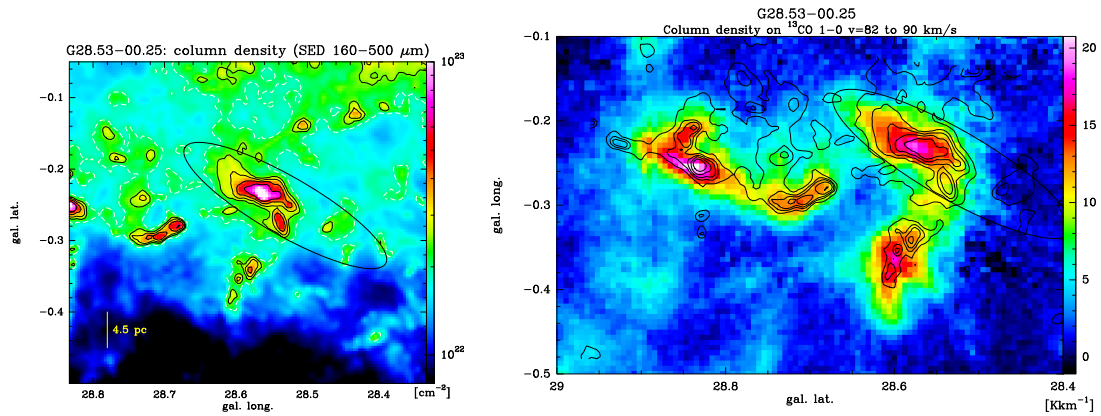 G28.53−00.25: column density (SED 160−500 μm)
10²³
−0.1
−0.2
−0.3
−0.4
gal. lat.
4.5 pc
10²²
28.8 28.7 28.6 28.5 28.4
gal. long.
[cm⁻²]
G28.53−00.25
Column density on ¹³CO 1−0 v=82 to 90 km/s
−0.1
−0.2
−0.3
−0.4
−0.5
gal. long.
20
15
10
5
0
29 28.8 28.6 28.4
gal. lat.
[Kkm⁻¹]